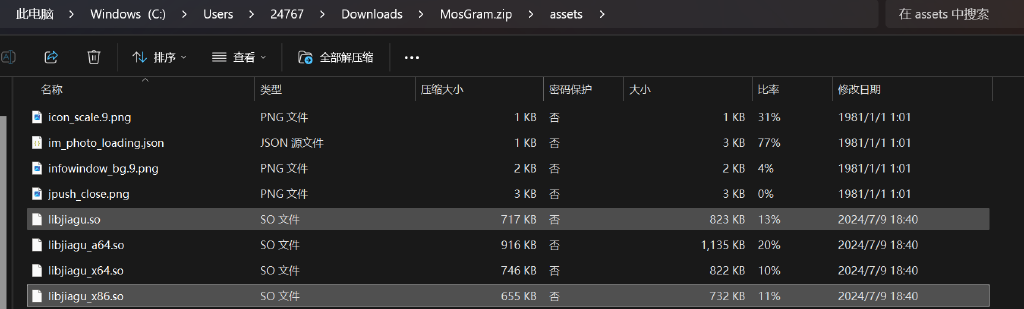 此电脑 > Windows (C:) > Users > 24767 > Downloads > MosGram.zip > assets > 在 assets 中搜索
排序 查看 全部解压缩 •••
名称 类型 压缩大小 密码保护 大小 比率 修改日期
icon_scale.9.png PNG 文件 1 KB 否 1 KB 31% 1981/1/1 1:01
im_photo_loading.json JSON 源文件 1 KB 否 3 KB 77% 1981/1/1 1:01
infowindow_bg.9.png PNG 文件 2 KB 否 2 KB 4% 1981/1/1 1:01
jpush_close.png PNG 文件 3 KB 否 3 KB 0% 1981/1/1 1:01
libjiagu.so SO 文件 717 KB 否 823 KB 13% 2024/7/9 18:40
libjiagu_a64.so SO 文件 916 KB 否 1,135 KB 20% 2024/7/9 18:40
libjiagu_x64.so SO 文件 746 KB 否 822 KB 10% 2024/7/9 18:40
libjiagu_x86.so SO 文件 655 KB 否 732 KB 11% 2024/7/9 18:40